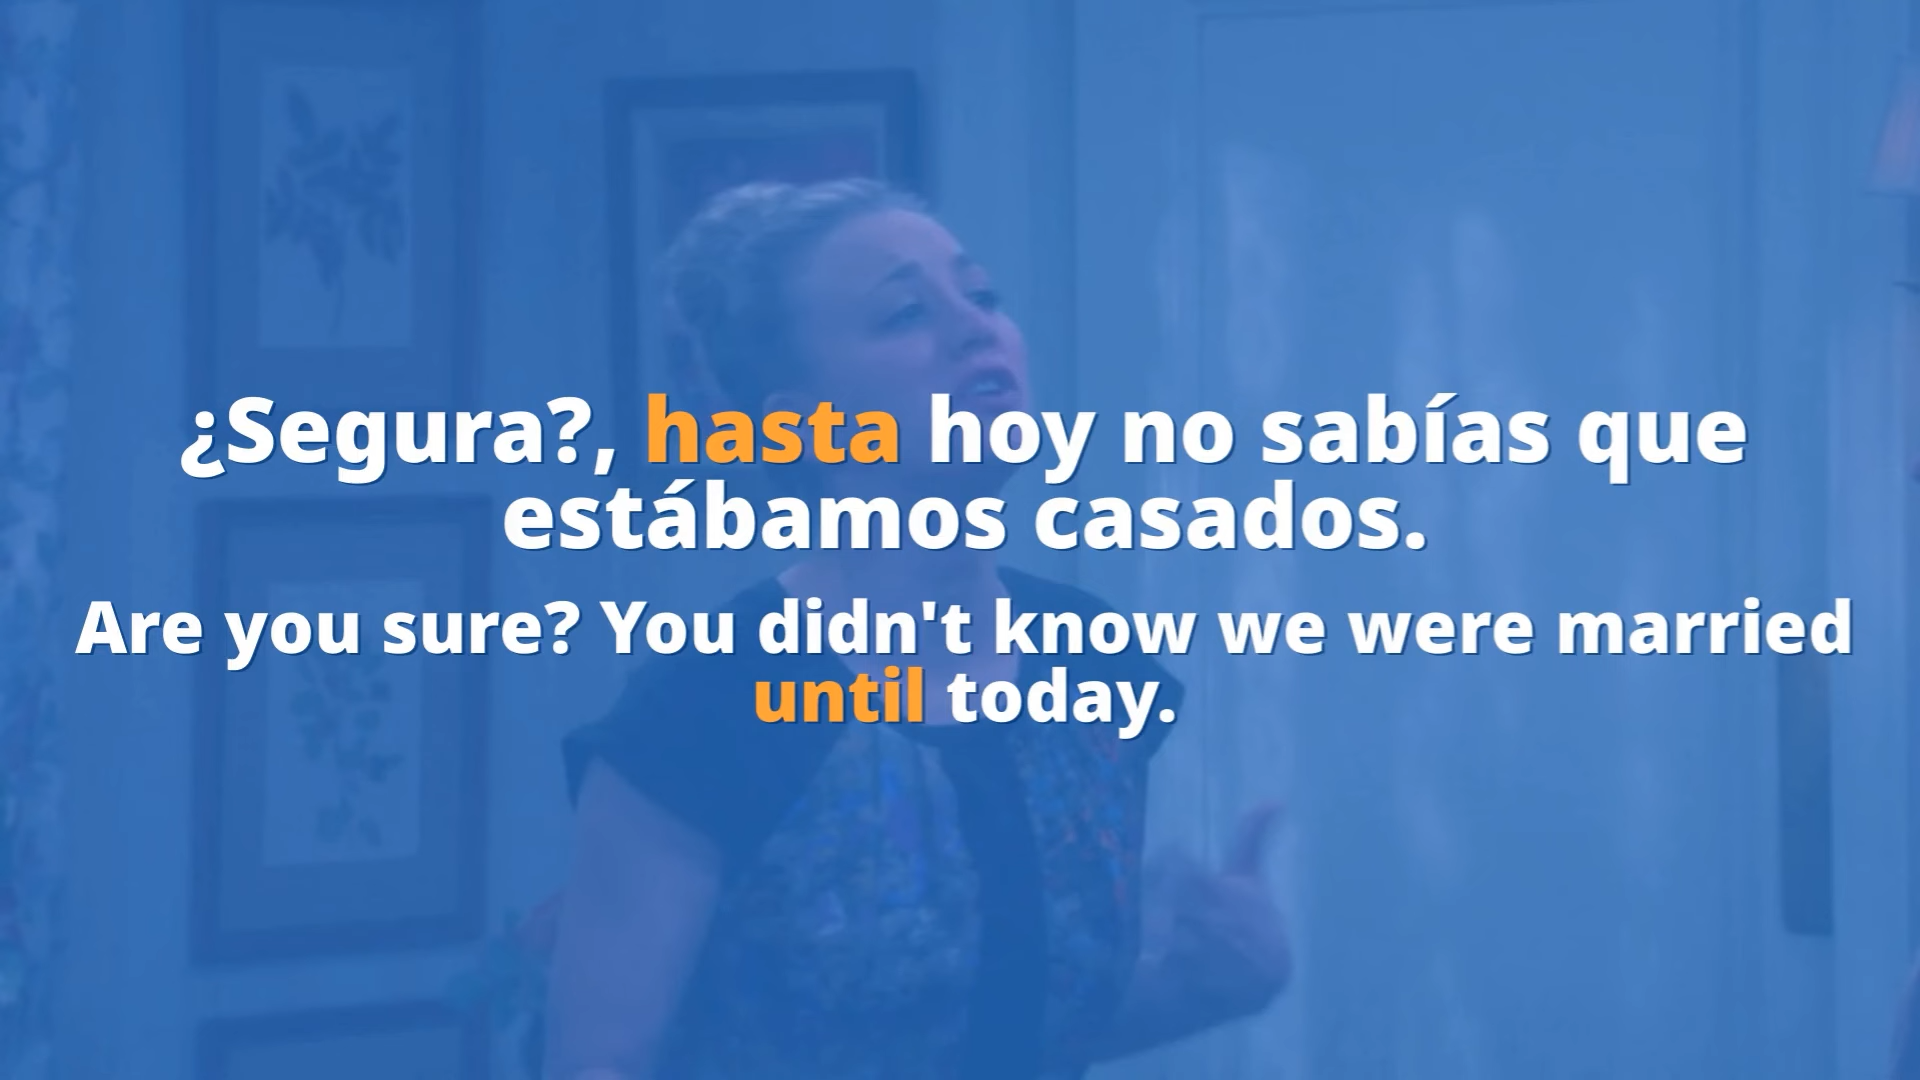 ¿Segura?, hasta hoy no sabías que
estábamos casados.
Are you sure? You didn't know we were married
until today.